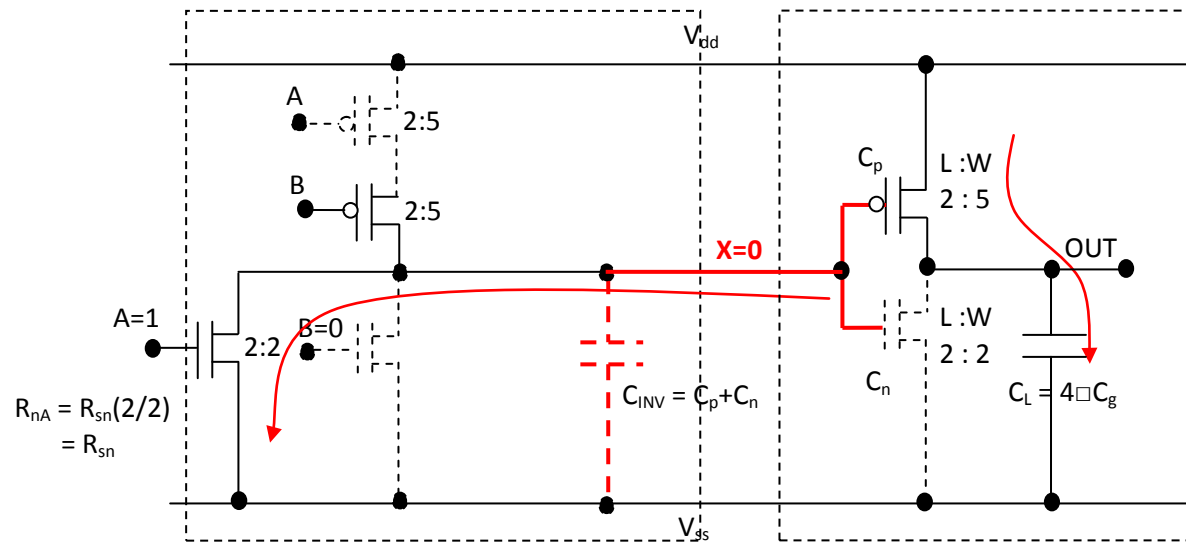 Vdd
A
2:5
B
2:5
Cp
L :W
2 : 5
X=0
OUT
A=1
2:2
B=0
L :W
2 : 2
Cn
RnA = Rsn(2/2)
= Rsn
CINV = Cp+Cn
CL = 4□Cg
Vss